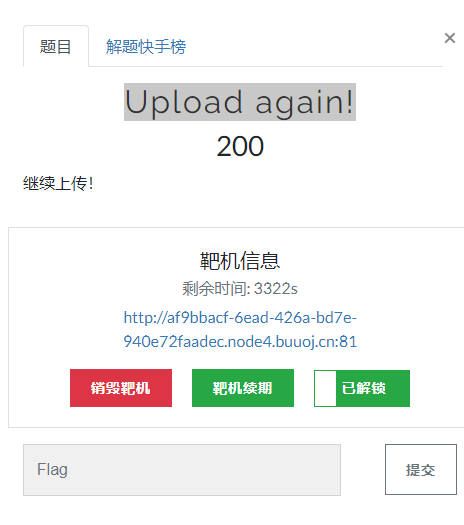 题目 解题快手榜 ×
Upload again!
200
继续上传!
靶机信息
剩余时间: 3322s
http://af9bbacf-6ead-426a-bd7e-
940e72faadec.node4.buuoj.cn:81
销毁靶机 靶机续期 已解锁
Flag 提交